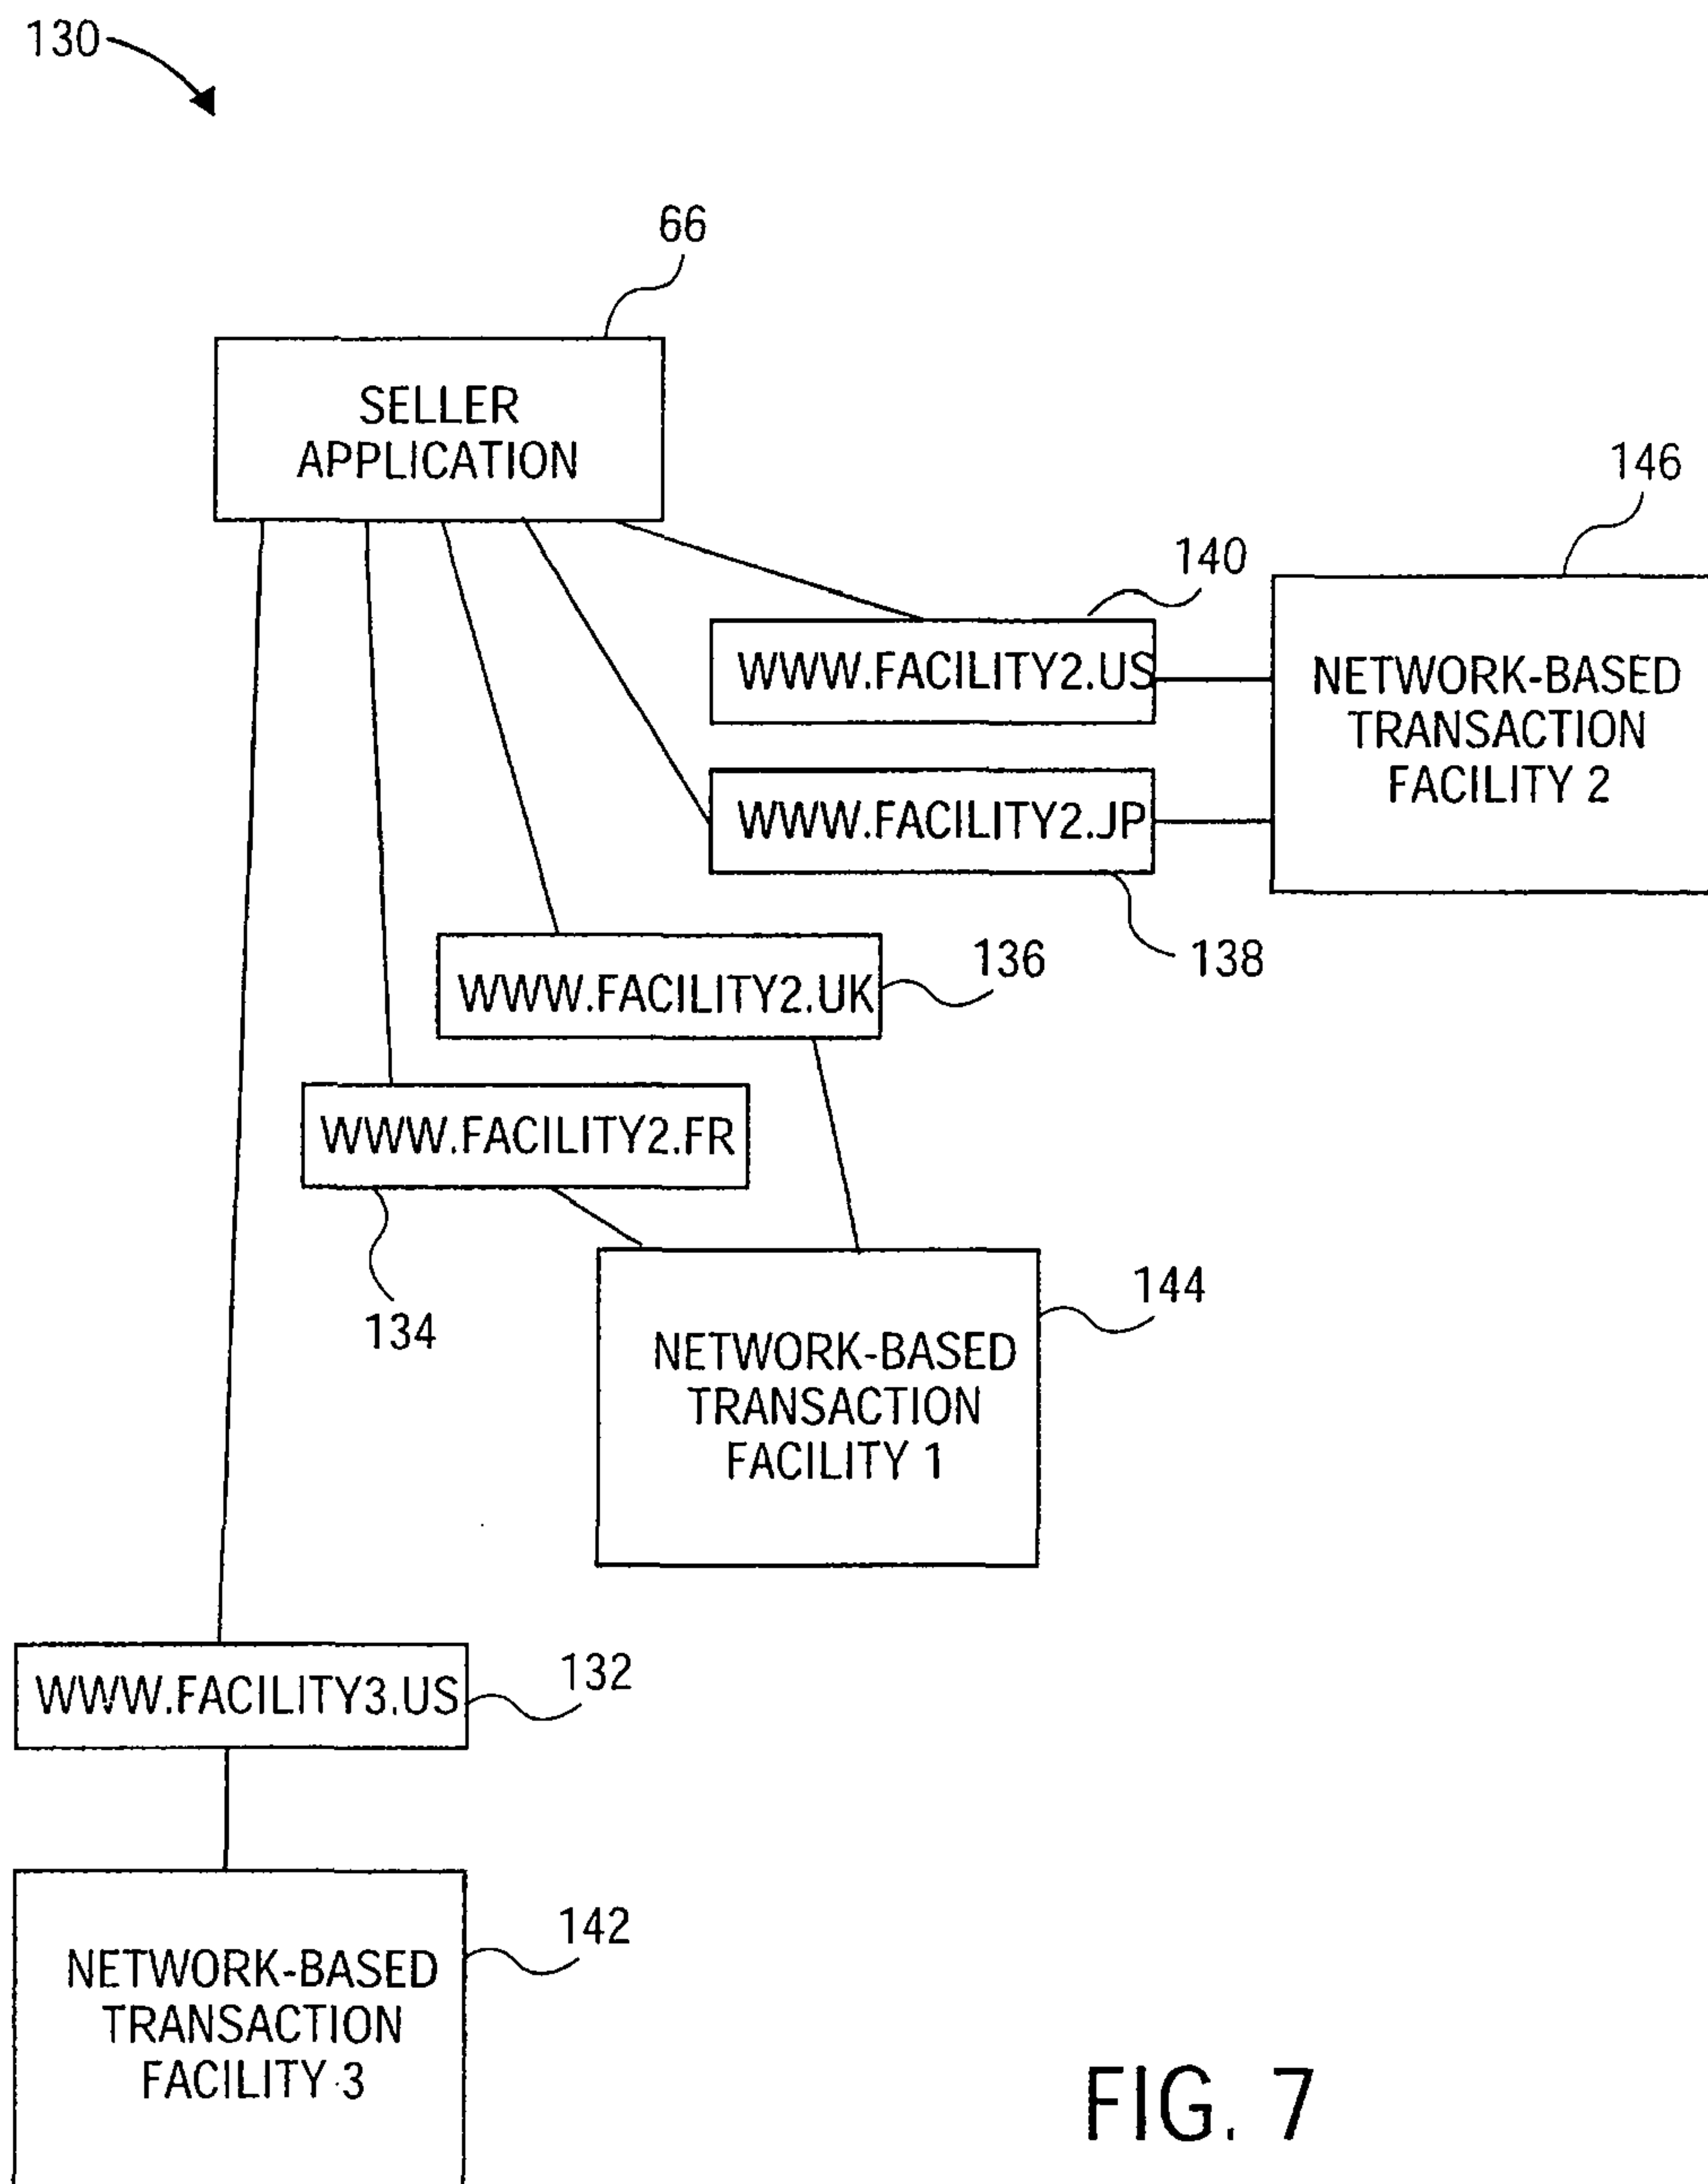 130
66
SELLER
APPLICATION
146
140
WWW.FACILITY2.US
NETWORK-BASED
TRANSACTION
FACILITY 2
WWW.FACILITY2.JP
138
WWW.FACILITY2.UK
136
WWW.FACILITY2.FR
134
144
NETWORK-BASED
TRANSACTION
FACILITY 1
WWW.FACILITY3.US
132
142
NETWORK-BASED
TRANSACTION
FACILITY 3
FIG. 7